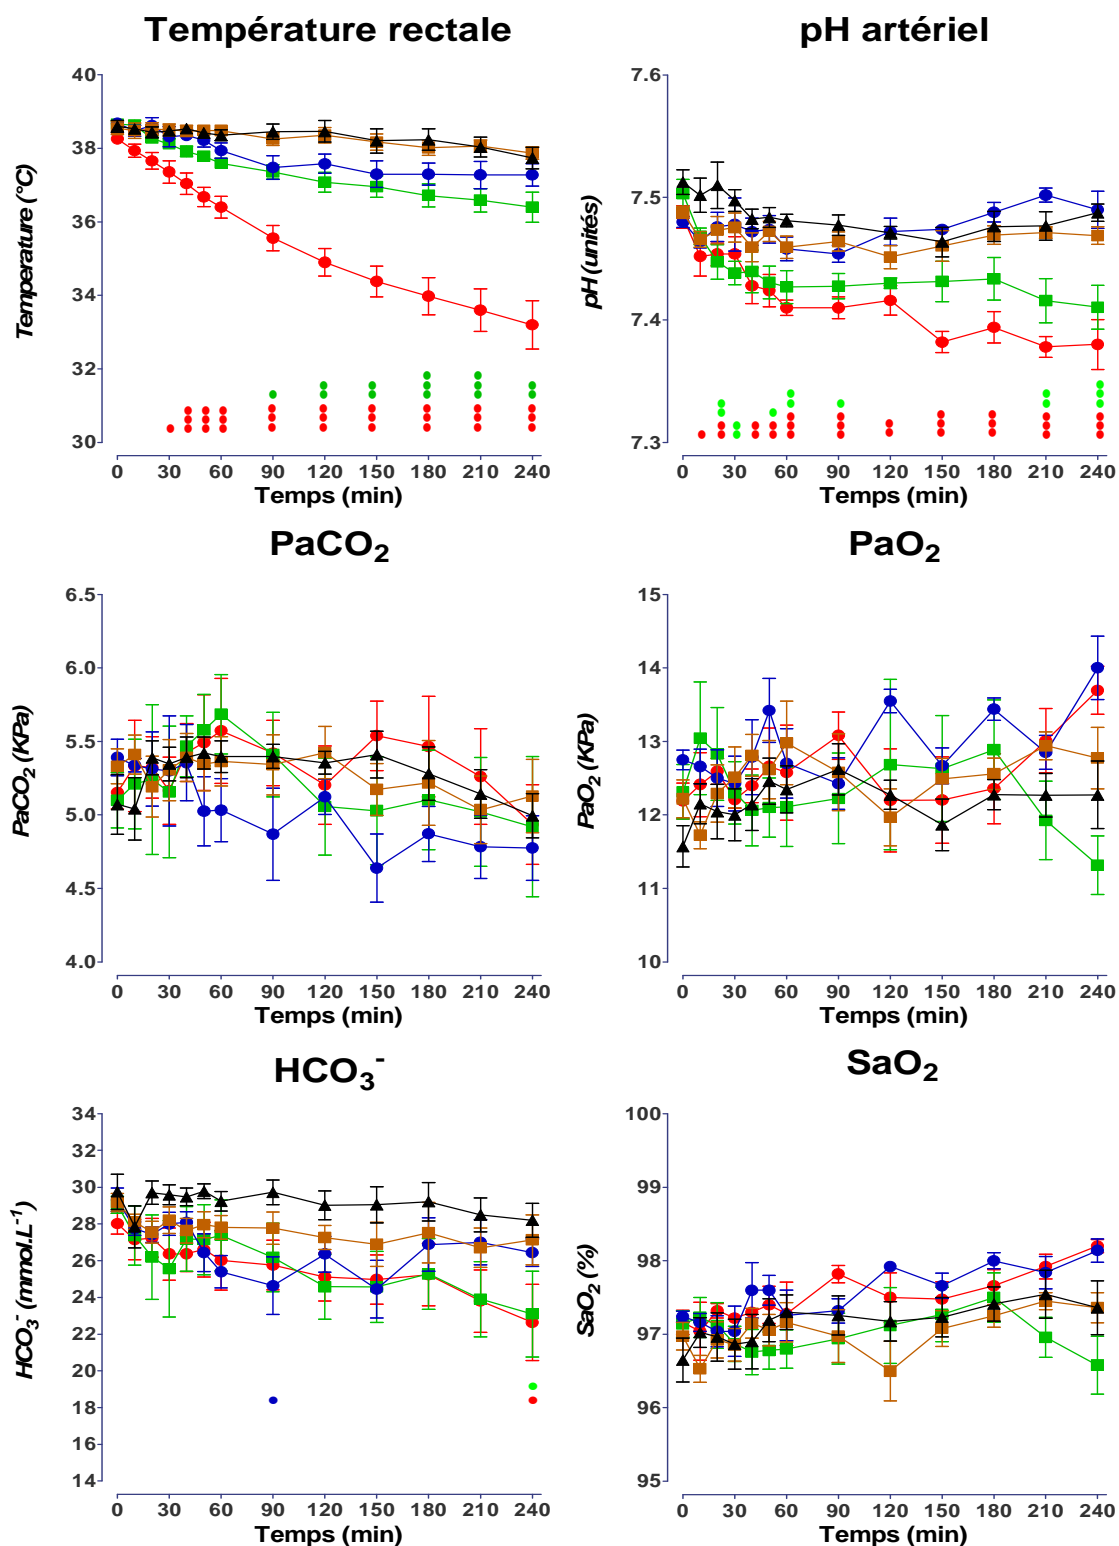 Température rectale
pH artériel
40
38
36
34
32
30
Temperature (°C)
0 30 60 90 120 150 180 210 240
Temps (min)
7.6
7.5
7.4
7.3
pH (unités)
0 30 60 90 120 150 180 210 240
Temps (min)
PaCO₂
PaO₂
6.5
6.0
5.5
5.0
4.5
4.0
PaCO₂ (KPa)
0 30 60 90 120 150 180 210 240
Temps (min)
15
14
13
12
11
10
PaO₂ (KPa)
0 30 60 90 120 150 180 210 240
Temps (min)
HCO₃⁻
SaO₂
34
32
30
28
26
24
22
20
18
16
14
HCO₃⁻ (mmol.L⁻¹)
0 30 60 90 120 150 180 210 240
Temps (min)
100
99
98
97
96
95
SaO₂ (%)
0 30 60 90 120 150 180 210 240
Temps (min)